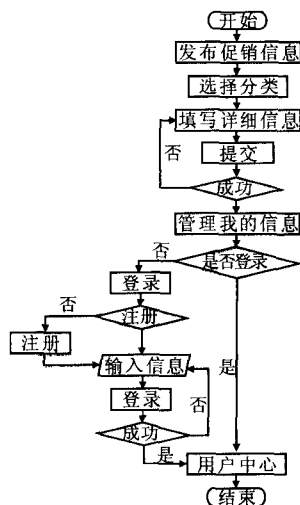 开始
发布促销信息
选择分类
填写详细信息
否
提交
成功
管理我的信息
否
是否登录
登录
否
注册
注册
输入信息
是
登录
否
成功
是
用户中心
结束